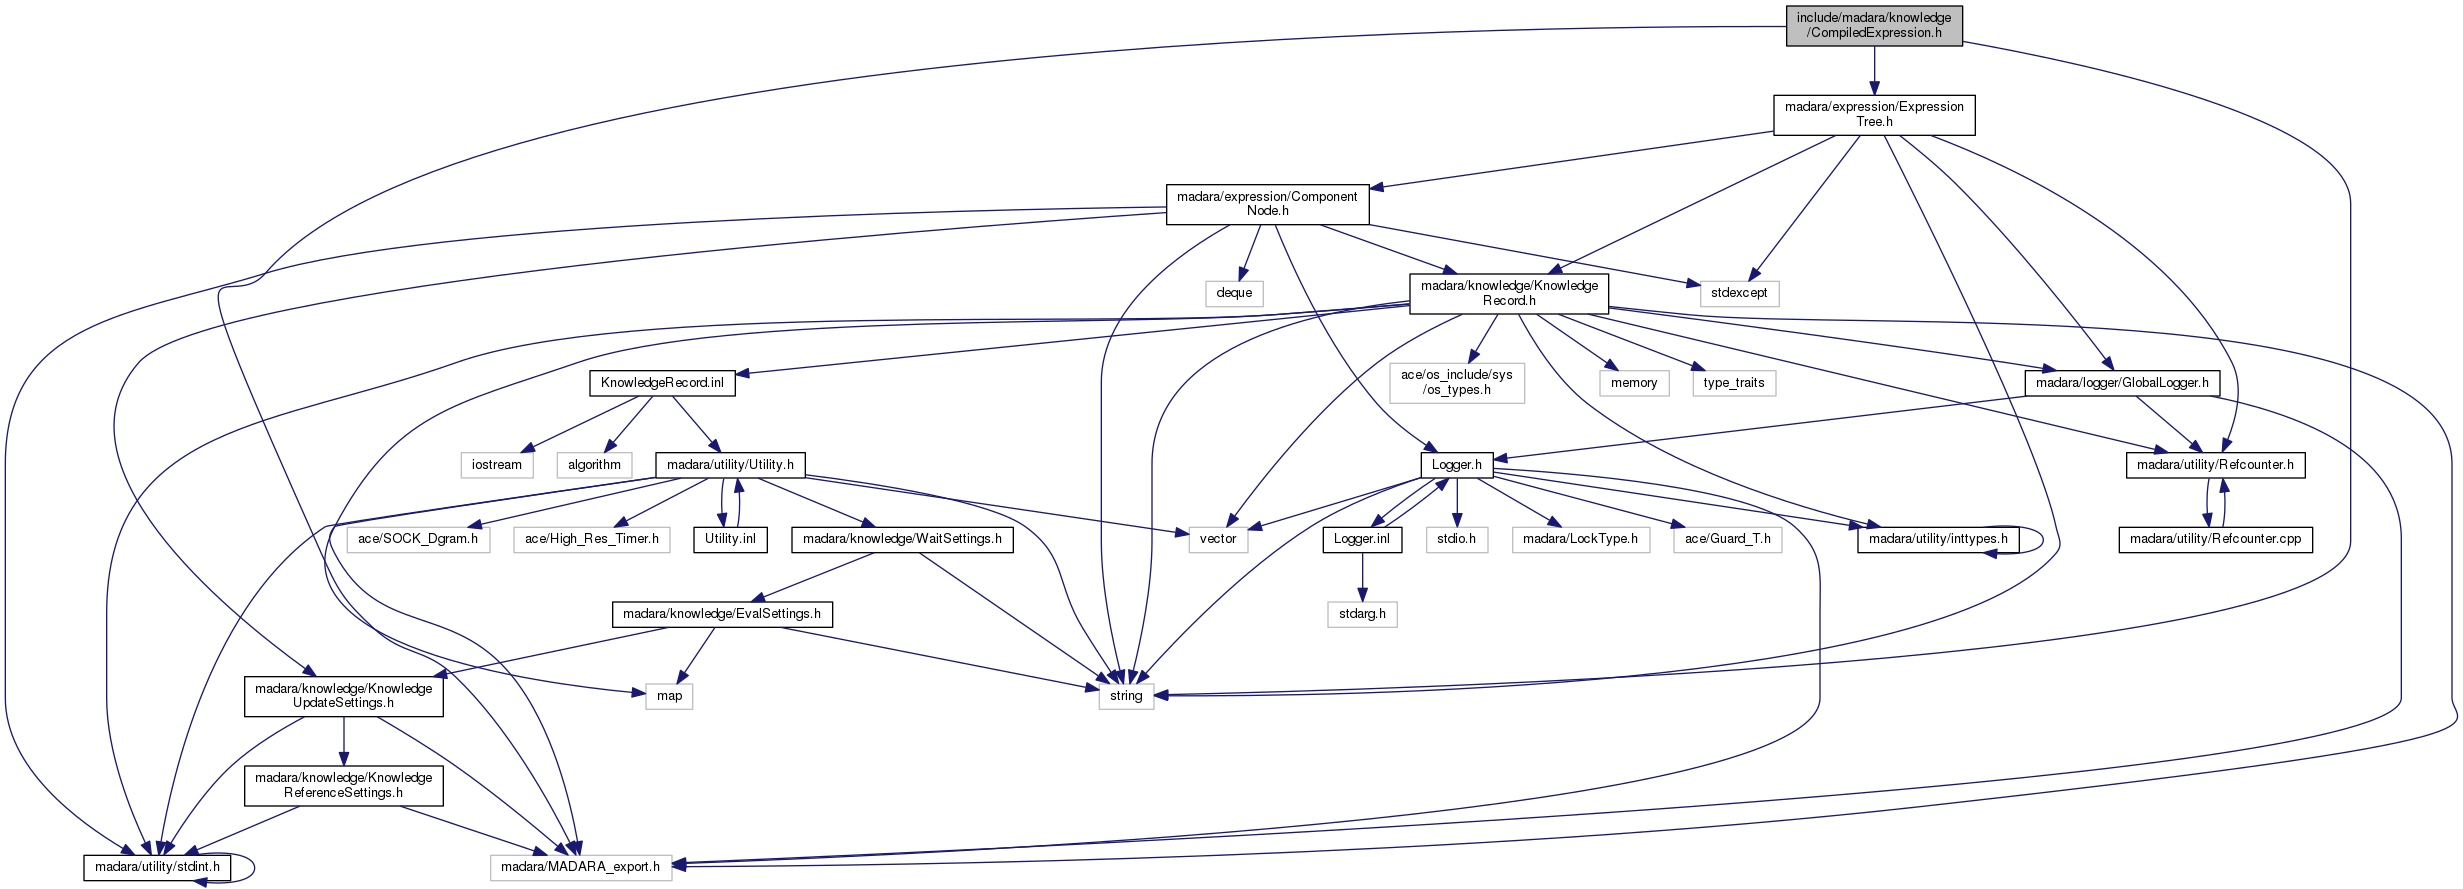 include/madara/knowledge
/CompiledExpression.h
madara/expression/Expression
Tree.h
madara/expression/Component
Node.h
deque
madara/knowledge/Knowledge
Record.h
stdexcept
KnowledgeRecord.inl
ace/os_include/sys
/os_types.h
memory
type_traits
madara/logger/GlobalLogger.h
iostream
algorithm
madara/utility/Utility.h
Logger.h
madara/utility/Refcounter.h
ace/SOCK_Dgram.h
ace/High_Res_Timer.h
Utility.inl
madara/knowledge/WaitSettings.h
vector
Logger.inl
stdio.h
madara/LockType.h
ace/Guard_T.h
madara/utility/inttypes.h
madara/utility/Refcounter.cpp
madara/knowledge/EvalSettings.h
stdarg.h
madara/knowledge/Knowledge
UpdateSettings.h
map
string
madara/knowledge/Knowledge
ReferenceSettings.h
madara/utility/stdint.h
madara/MADARA_export.h